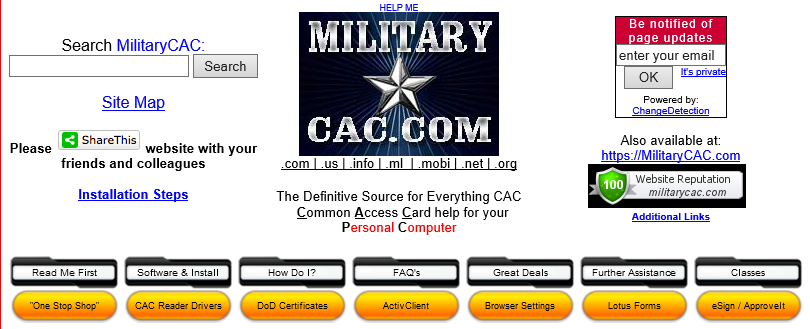 HELP ME
Search MilitaryCAC:
Search
Site Map
Please ShareThis website with your
friends and colleagues
Installation Steps
MILITARY
CAC.COM
.com | .us | .info | .ml | .mobi | .net | .org
The Definitive Source for Everything CAC
Common Access Card help for your
Personal Computer
Be notified of
page updates
enter your email
OK It's private
Powered by:
ChangeDetection
Also available at:
https://MilitaryCAC.com
100 Website Reputation
militarycac.com
Additional Links
Read Me First Software & Install How Do I? FAQ's Great Deals Further Assistance Classes
"One Stop Shop" CAC Reader Drivers DoD Certificates ActivClient Browser Settings Lotus Forms eSign / ApproveIt